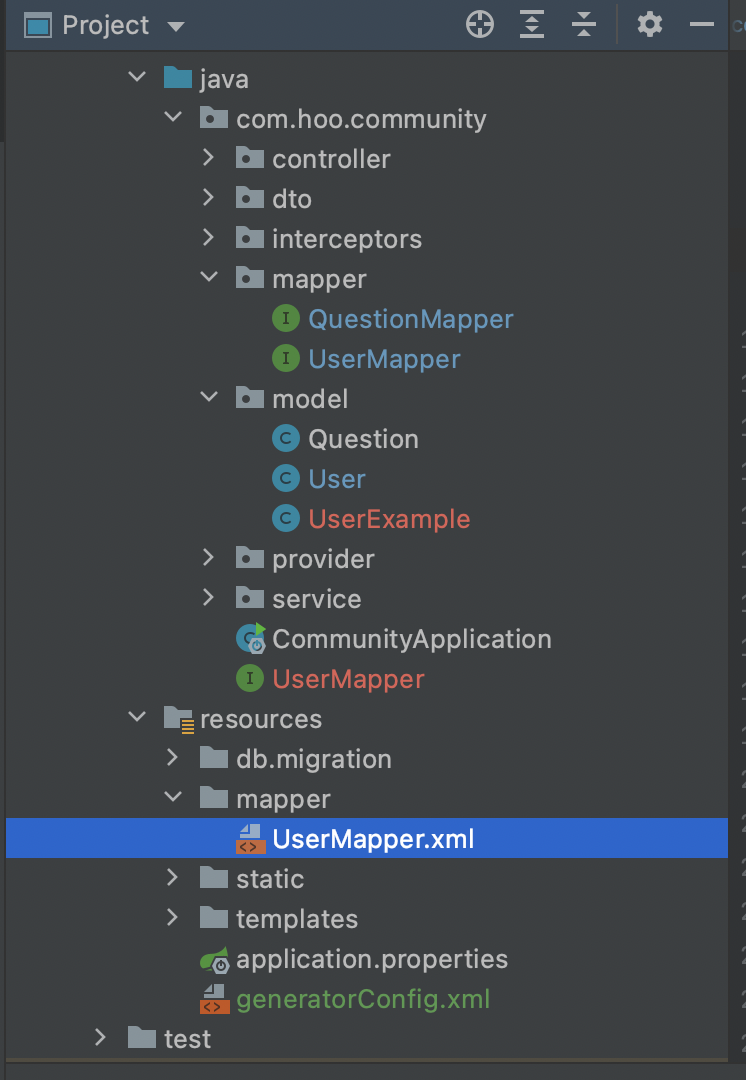 Project
java
com.hoo.community
controller
dto
interceptors
mapper
I QuestionMapper
I UserMapper
model
C Question
C User
C UserExample
provider
service
CommunityApplication
I UserMapper
resources
db.migration
mapper
<> UserMapper.xml
static
templates
application.properties
<> generatorConfig.xml
test